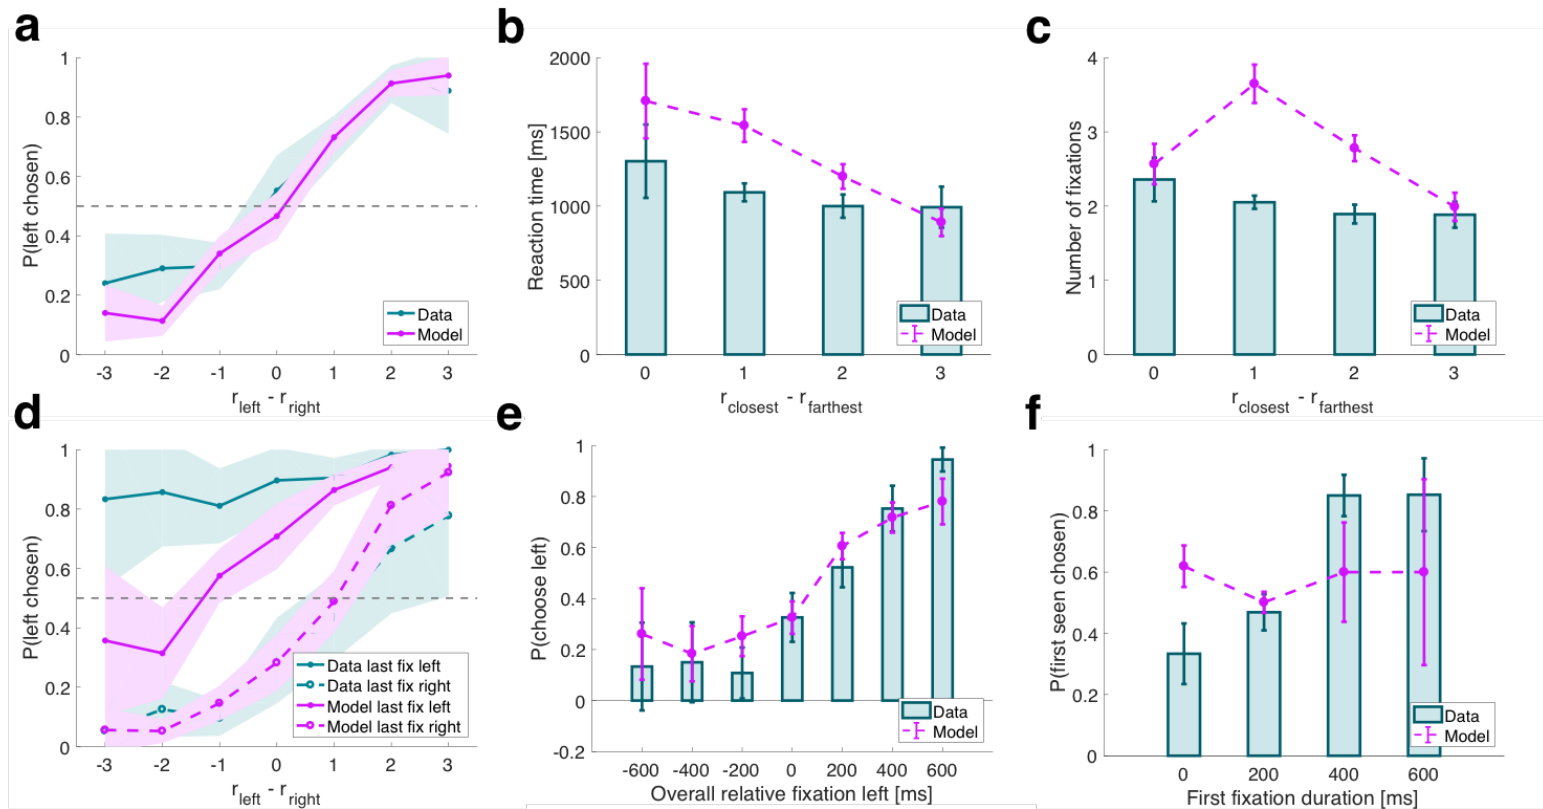 a
1
0.8
0.6
0.4
0.2
0
P(left chosen)
-3 -2 -1 0 1 2 3
r_left - r_right
Data
Model
b
2000
1500
1000
500
0
Reaction time [ms]
0 1 2 3
r_closest - r_farthest
Data
Model
c
4
3
2
1
0
Number of fixations
0 1 2 3
r_closest - r_farthest
Data
Model
d
1
0.8
0.6
0.4
0.2
0
P(left chosen)
-3 -2 -1 0 1 2 3
r_left - r_right
Data last fix left
Data last fix right
Model last fix left
Model last fix right
e
1
0.8
0.6
0.4
0.2
0
-0.2
P(choose left)
-600 -400 -200 0 200 400 600
Overall relative fixation left [ms]
Data
Model
f
1
0.8
0.6
0.4
0.2
0
P(first seen chosen)
0 200 400 600
First fixation duration [ms]
Data
Model